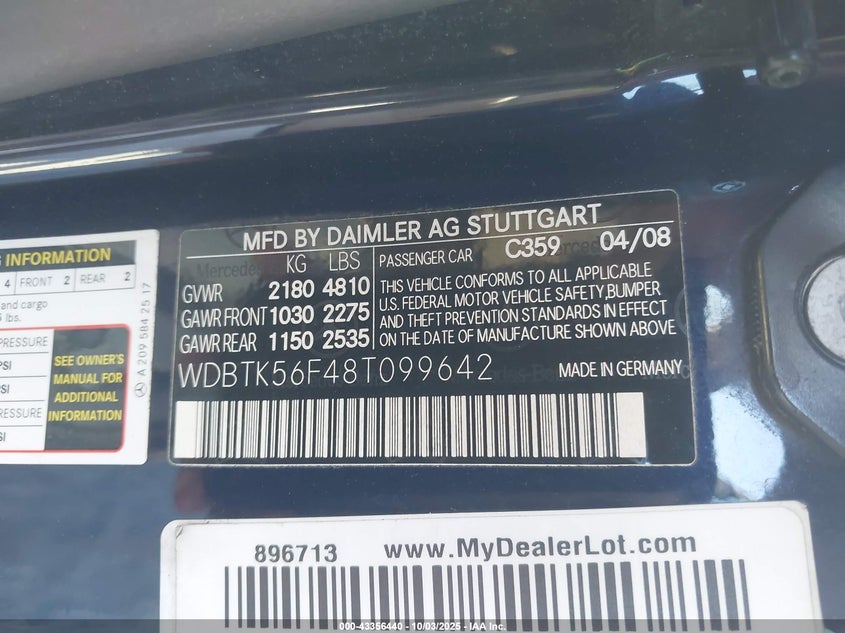 MFD BY DAIMLER AG STUTTGART
KG LBS
GVWR 2180 4810
GAWR FRONT 1030 2275
GAWR REAR 1150 2535
PASSENGER CAR C359 04/08
THIS VEHICLE CONFORMS TO ALL APPLICABLE
U.S. FEDERAL MOTOR VEHICLE SAFETY,BUMPER
AND THEFT PREVENTION STANDARDS IN EFFECT
ON THE DATE OF MANUFACTURE SHOWN ABOVE
WDBTK56F48T099642
MADE IN GERMANY
INFORMATION
4 FRONT 2 REAR 2
and cargo
lbs.
PRESSURE
PSI
PRESSURE
SI
SEE OWNER'S
MANUAL FOR
ADDITIONAL
INFORMATION
A 209 584 25 17
896713 www.MyDealerLot.com
000-43356440 - 10/03/2025 - IAA Inc.